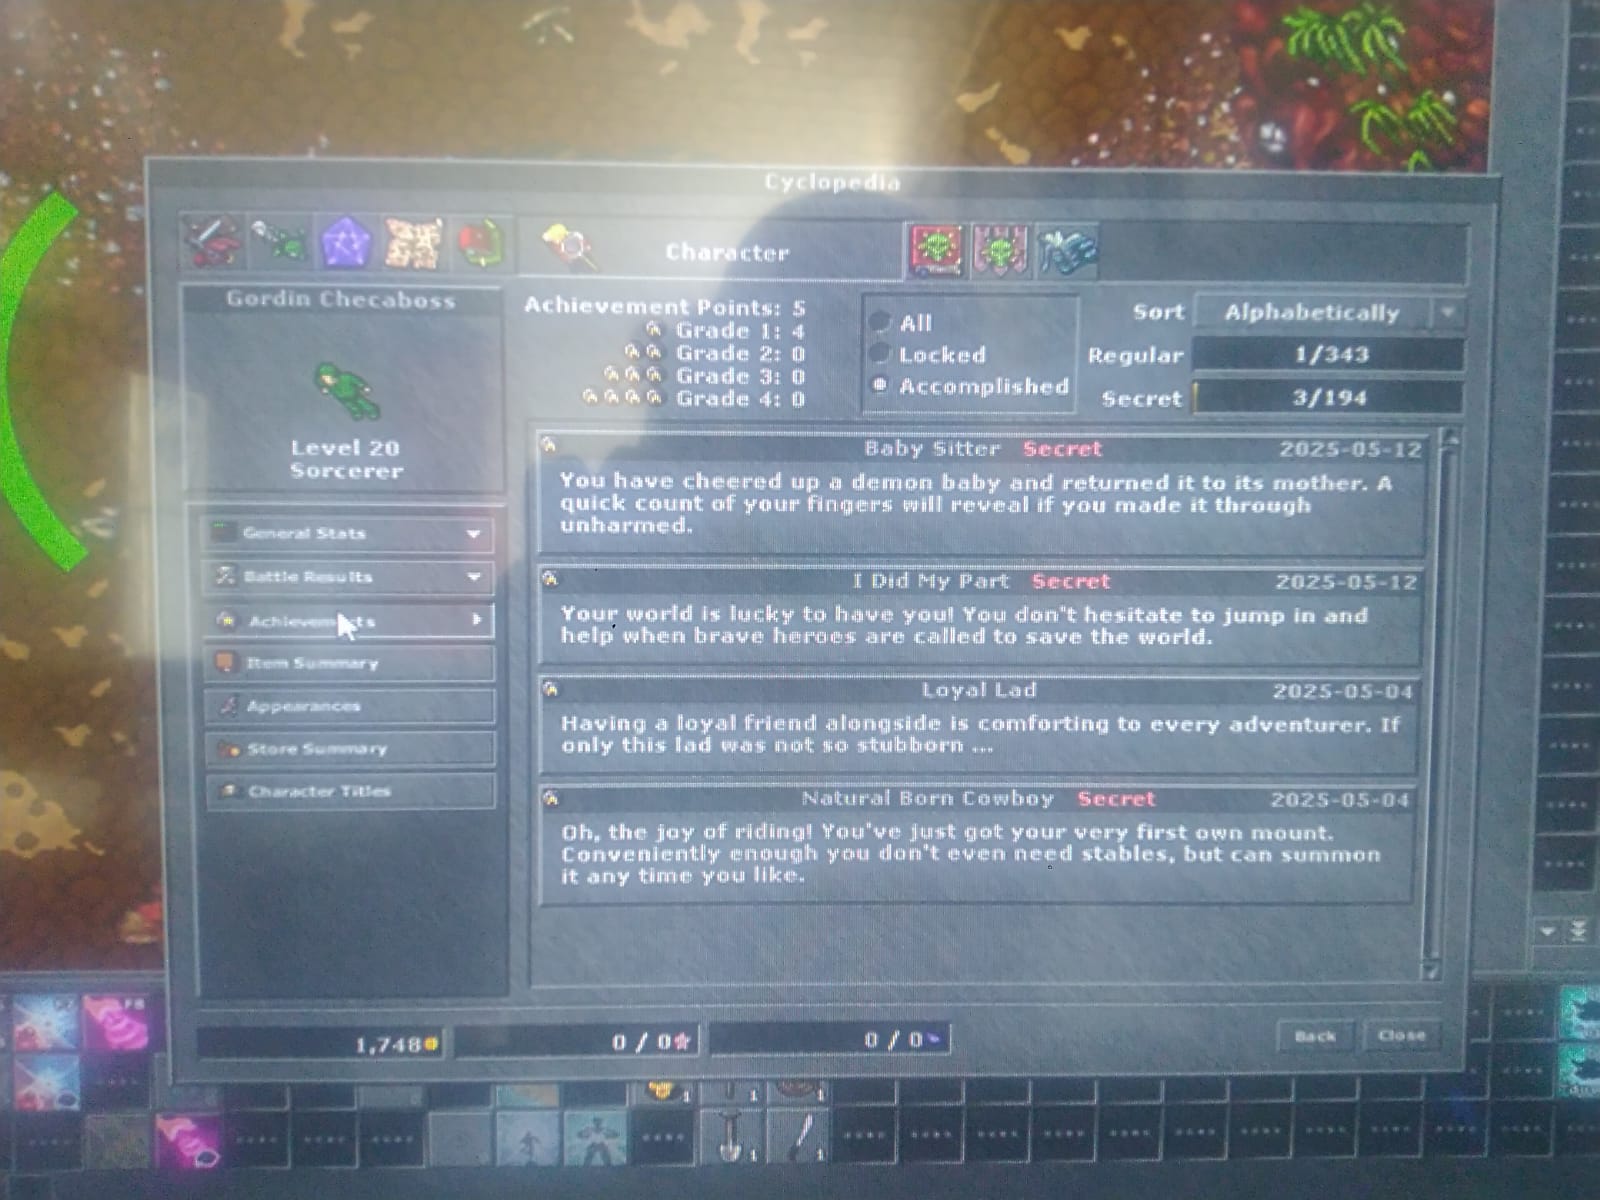 Cyclopedia
Character
Gordin Checaboss
Level 20
Sorcerer
General Stats
Battle Results
Item Summary
Appearances
Store Summary
Character Titles
Achievement Points: 5
Grade 1: 4
Grade 2: 0
Grade 3: 0
Grade 4: 0
All
Locked
Accomplished
Sort Alphabetically
Regular 1/343
Secret 3/194
Baby Sitter Secret 2025-05-12
You have cheered up a demon baby and returned it to its mother. A
quick count of your fingers will reveal if you made it through
unharmed.
I Did My Part Secret 2025-05-12
Your world is lucky to have you! You don't hesitate to jump in and
help when brave heroes are called to save the world.
Loyal Lad 2025-05-04
Having a loyal friend alongside is comforting to every adventurer. If
only this lad was not so stubborn ...
Natural Born Cowboy Secret 2025-05-04
Oh, the joy of riding! You've just got your very first own mount.
Conveniently enough you don't even need stables, but can summon
it any time you like.
1,748
0 / 0
0 / 0
Back
Close
1 1 1
1 1